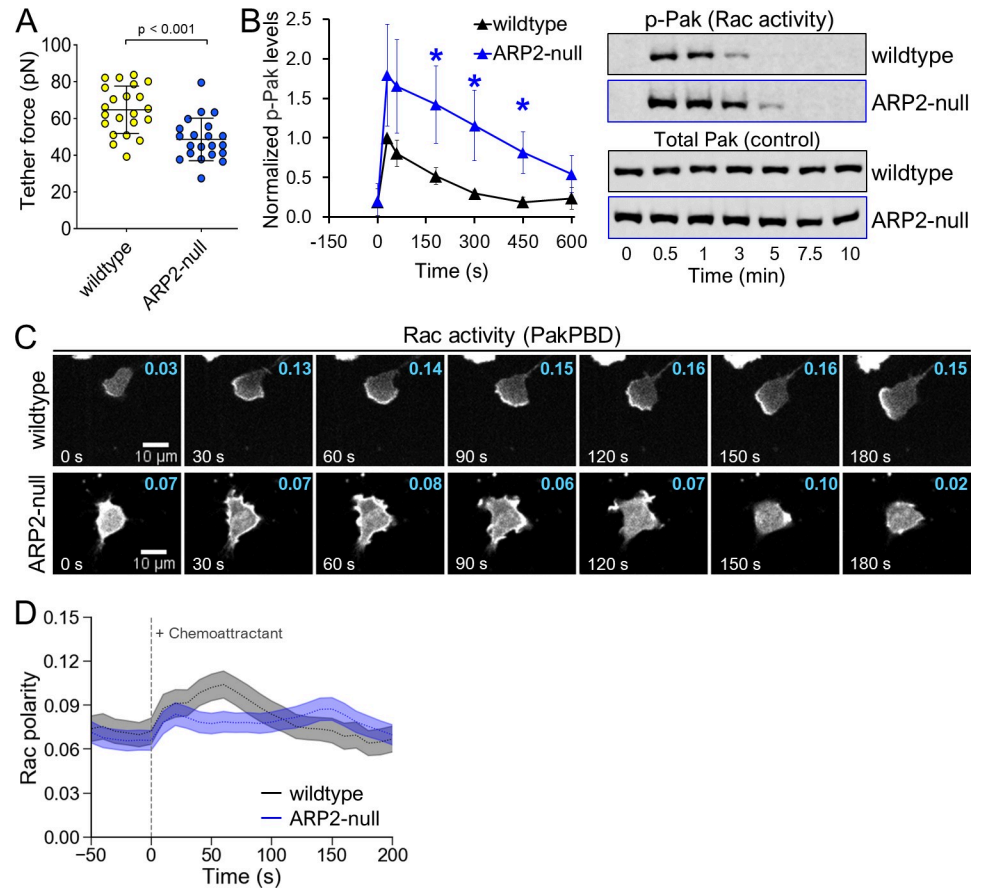 A
p < 0.001
Tether force (pN)
100
80
60
40
20
0
wildtype
ARP2-null
B
Normalized p-Pak levels
2.5
2.0
1.5
1.0
0.5
0.0
wildtype
ARP2-null
*
*
*
-150 0 150 300 450 600
Time (s)
p-Pak (Rac activity)
wildtype
ARP2-null
Total Pak (control)
wildtype
ARP2-null
0 0.5 1 3 5 7.5 10
Time (min)
C
Rac activity (PakPBD)
wildtype
0.03 0.13 0.14 0.15 0.16 0.16 0.15
10 µm
0 s 30 s 60 s 90 s 120 s 150 s 180 s
ARP2-null
0.07 0.07 0.08 0.06 0.07 0.10 0.02
10 µm
0 s 30 s 60 s 90 s 120 s 150 s 180 s
D
Rac polarity
0.15
0.12
0.09
0.06
0.03
0.00
+ Chemoattractant
wildtype
ARP2-null
−50 0 50 100 150 200
Time (s)